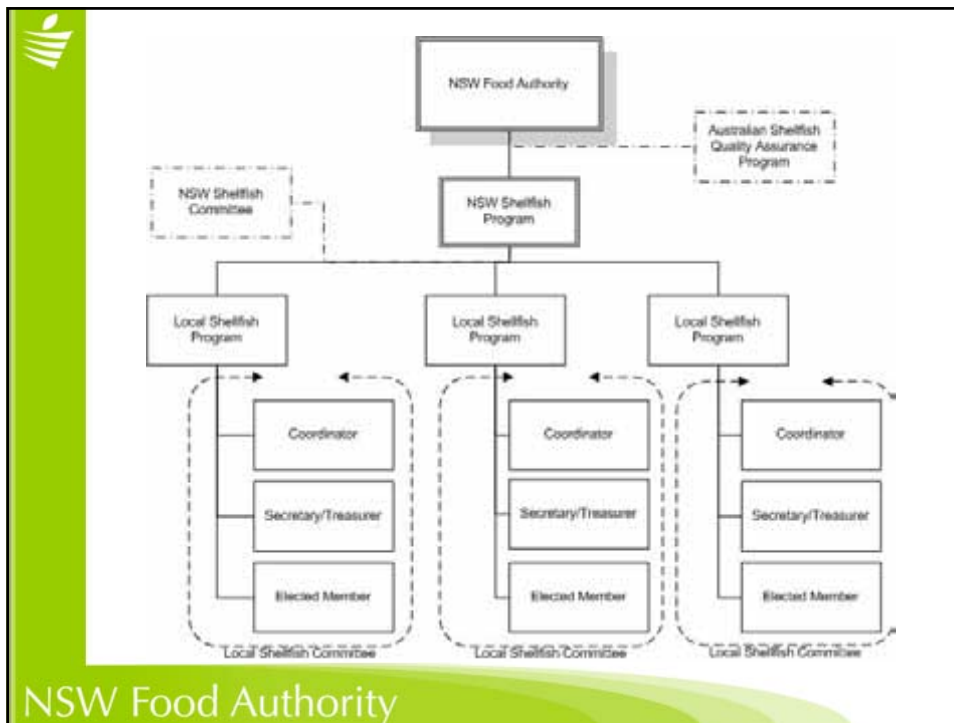 NSW Food Authority
Australian Shellfish
Quality Assurance
Program
NSW Shellfish
Committee
NSW Shellfish
Program
Local Shellfish
Program
Local Shellfish
Program
Local Shellfish
Program
Coordinator
Coordinator
Coordinator
Secretary/Treasurer
Secretary/Treasurer
Secretary/Treasurer
Elected Member
Elected Member
Elected Member
Local Shellfish Committee
Local Shellfish Committee
Local Shellfish Committee
NSW Food Authority